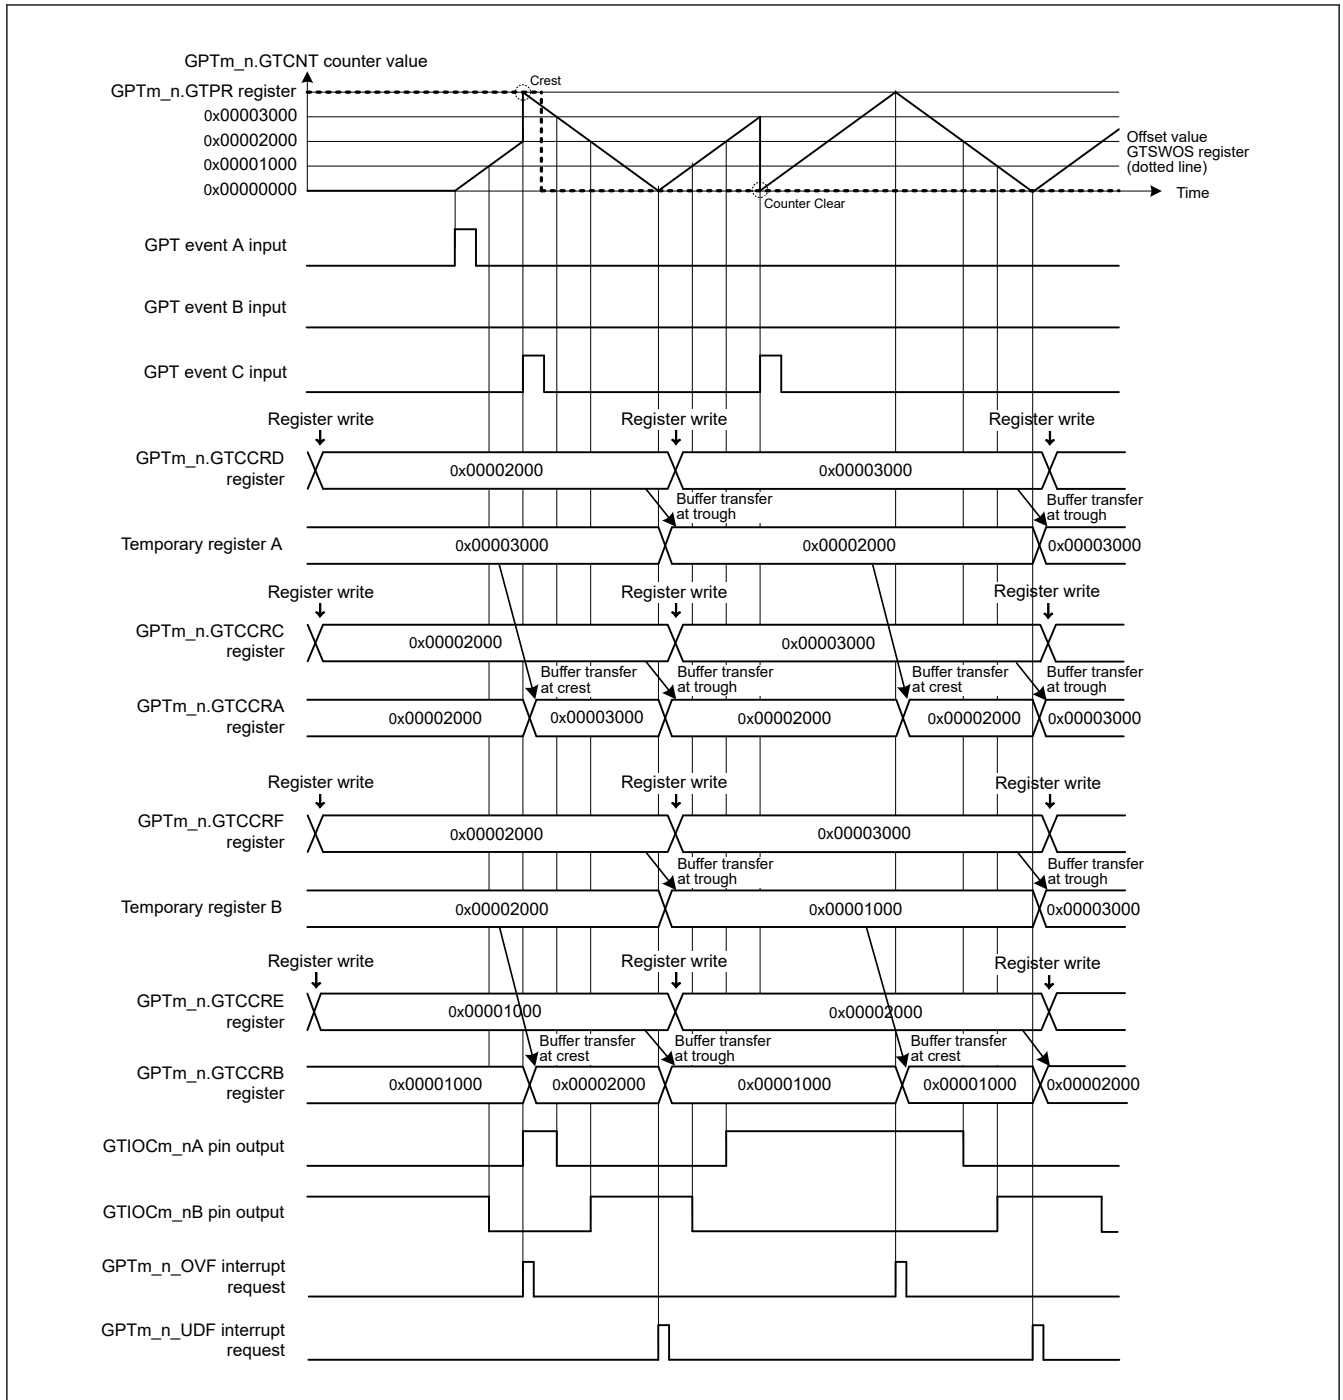 GPTm_n.GTCNT counter value
Crest
GPTm_n.GTPR register
0x00003000
0x00002000
0x00001000
0x00000000
Offset value
GTSWOS register
(dotted line)
Time
Counter Clear
GPT event A input
GPT event B input
GPT event C input
Register write
Register write
Register write
GPTm_n.GTCCRD
register
0x00002000
0x00003000
Buffer transfer
at trough
Buffer transfer
at trough
Temporary register A
0x00003000
0x00002000
0x00003000
Register write
Register write
Register write
GPTm_n.GTCCRC
register
0x00002000
0x00003000
Buffer transfer
at crest
Buffer transfer
at trough
Buffer transfer
at crest
Buffer transfer
at trough
GPTm_n.GTCCRA
register
0x00002000
0x00003000
0x00002000
0x00002000
0x00003000
Register write
Register write
Register write
GPTm_n.GTCCRF
register
0x00002000
0x00003000
Buffer transfer
at trough
Buffer transfer
at trough
Temporary register B
0x00002000
0x00001000
0x00003000
Register write
Register write
Register write
GPTm_n.GTCCRE
register
0x00001000
0x00002000
Buffer transfer
at crest
Buffer transfer
at trough
Buffer transfer
at crest
GPTm_n.GTCCRB
register
0x00001000
0x00002000
0x00001000
0x00001000
0x00002000
GTIOCm_nA pin output
GTIOCm_nB pin output
GPTm_n_OVF interrupt
request
GPTm_n_UDF interrupt
request